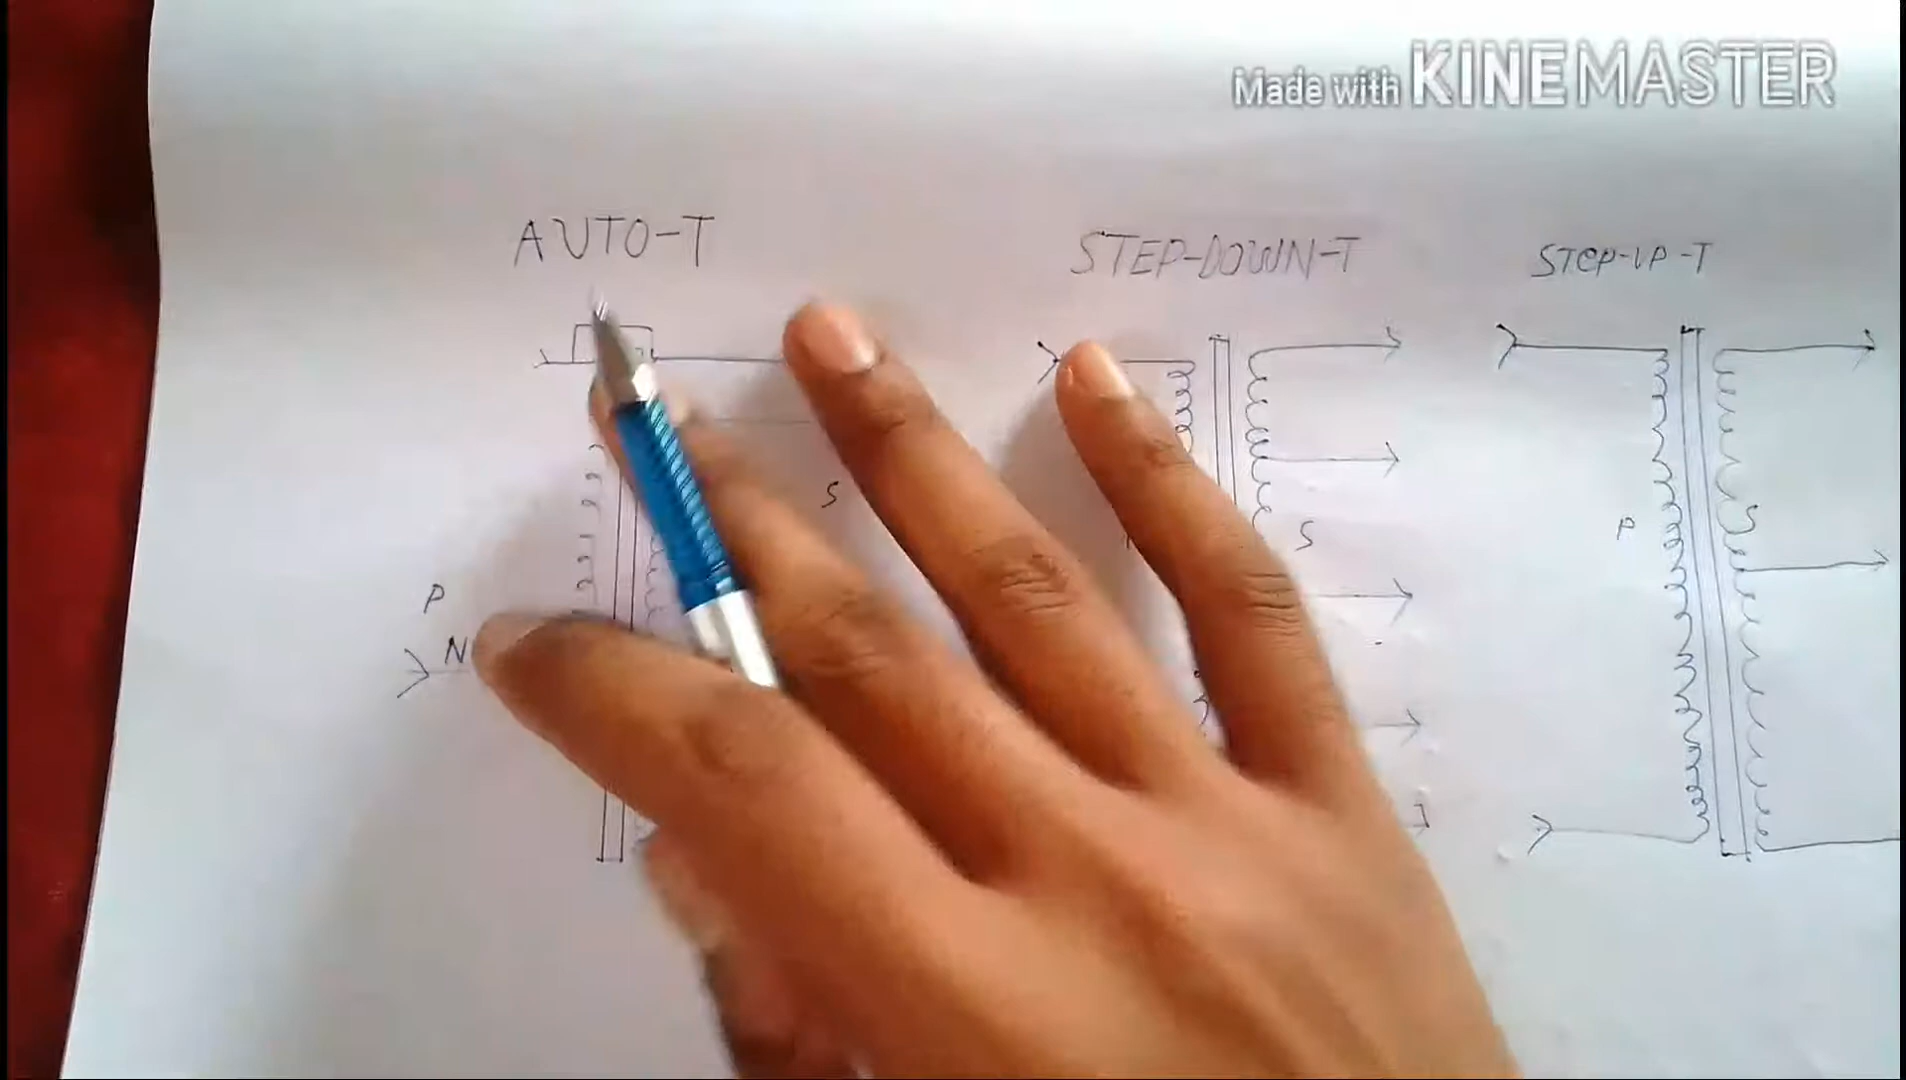 Made with KINEMASTER
AUTO-T
STEP-DOWN-T
STEP-UP-T
S
P
N
S
P
S